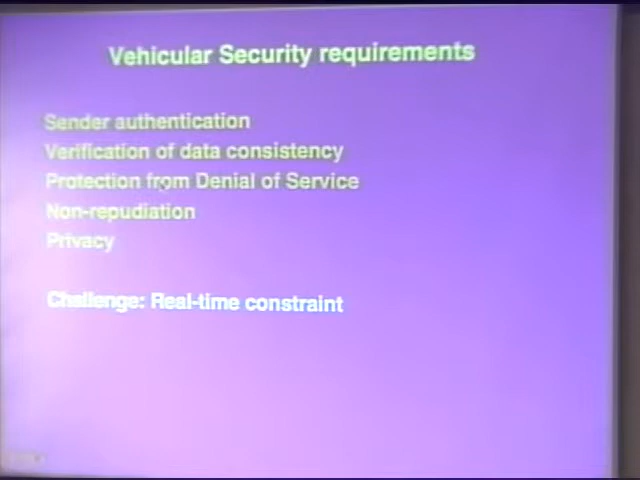 Vehicular Security requirements
Sender authentication
Verification of data consistency
Protection from Denial of Service
Non-repudiation
Privacy
Challenge: Real-time constraint